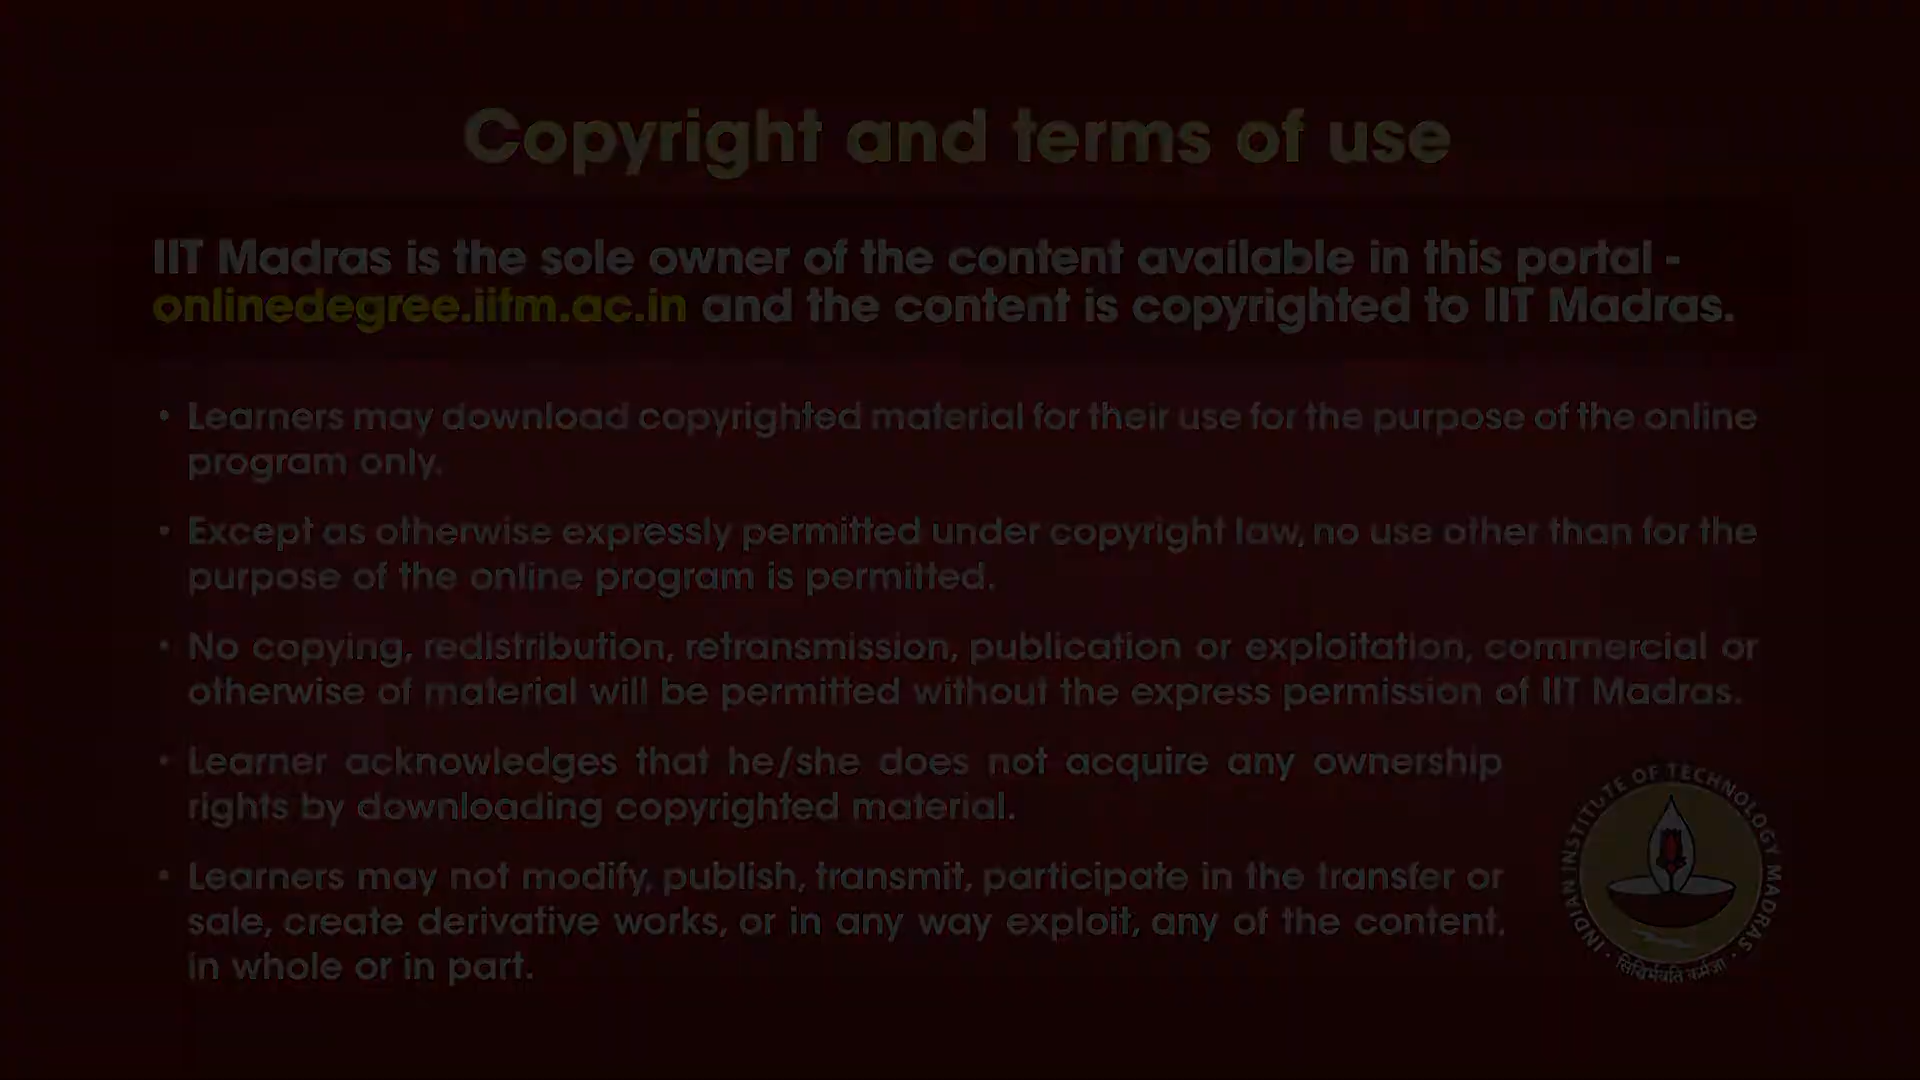 Copyright and terms of use
IIT Madras is the sole owner of the content available in this portal -
onlinedegree.iitm.ac.in and the content is copyrighted to IIT Madras.
• Learners may download copyrighted material for their use for the purpose of the online
program only.
• Except as otherwise expressly permitted under copyright law, no use other than for the
purpose of the online program is permitted.
• No copying, redistribution, retransmission, publication or exploitation, commercial or
otherwise of material will be permitted without the express permission of IIT Madras.
• Learner acknowledges that he/she does not acquire any ownership
rights by downloading copyrighted material.
• Learners may not modify, publish, transmit, participate in the transfer or
sale, create derivative works, or in any way exploit, any of the content,
in whole or in part.
INDIAN INSTITUTE OF TECHNOLOGY MADRAS
सिद्धिर्भवति कर्मजा